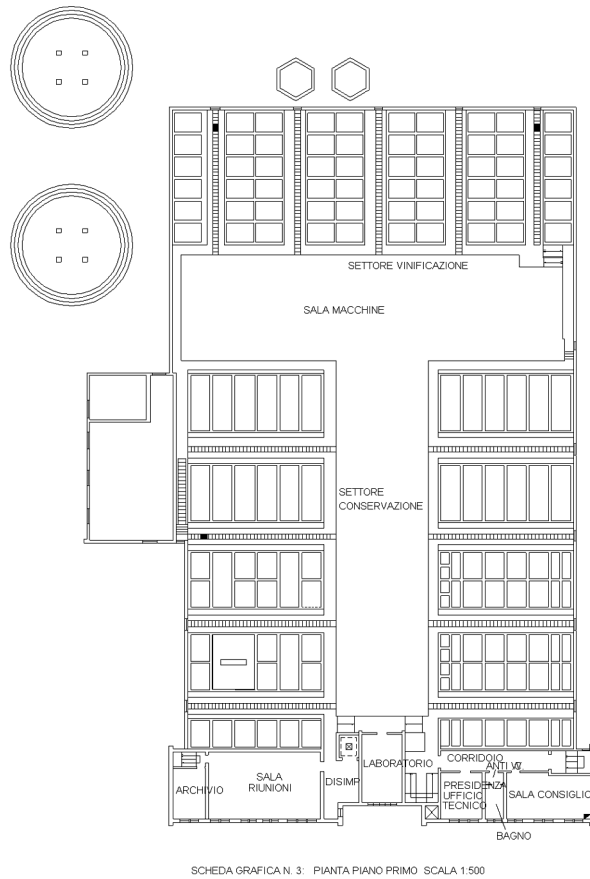 SETTORE VINIFICAZIONE
SALA MACCHINE
SETTORE
CONSERVAZIONE
LABORATORIO
CORRIDOIO
ANTI W
SALA
RIUNIONI
ARCHIVIO
DISIMP
PRESIDENZA
UFFICIO
TECNICO
SALA CONSIGLIO
BAGNO
SCHEDA GRAFICA N. 3: PIANTA PIANO PRIMO SCALA 1:500